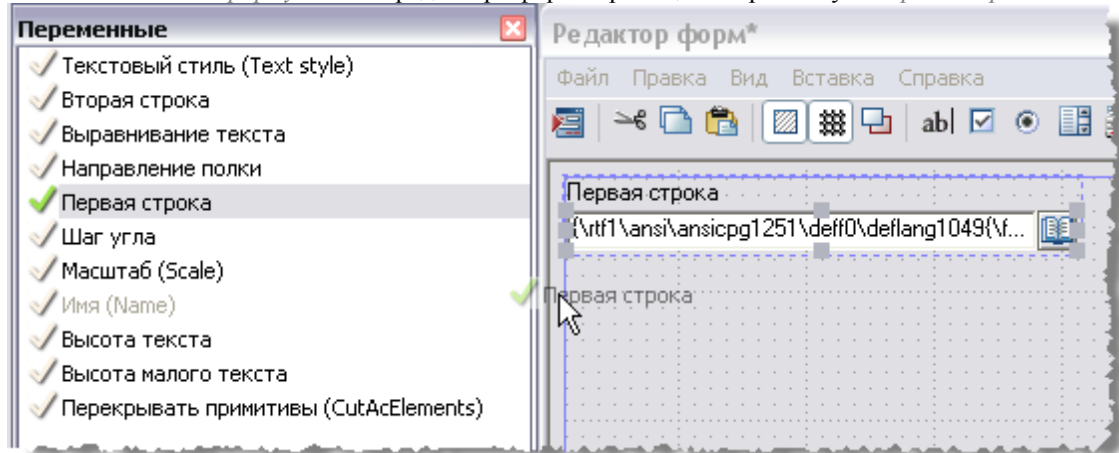 Переменные
Текстовый стиль (Text style)
Вторая строка
Выравнивание текста
Направление полки
Первая строка
Шаг угла
Масштаб (Scale)
Имя (Name)
Высота текста
Высота малого текста
Перекрывать примитивы (CutAcElements)
Редактор форм*
Файл Правка Вид Вставка Справка
ab|
Первая строка
{\rtf1\ansi\ansicpg1251\deff0\deflang1049{\f...
Первая строка